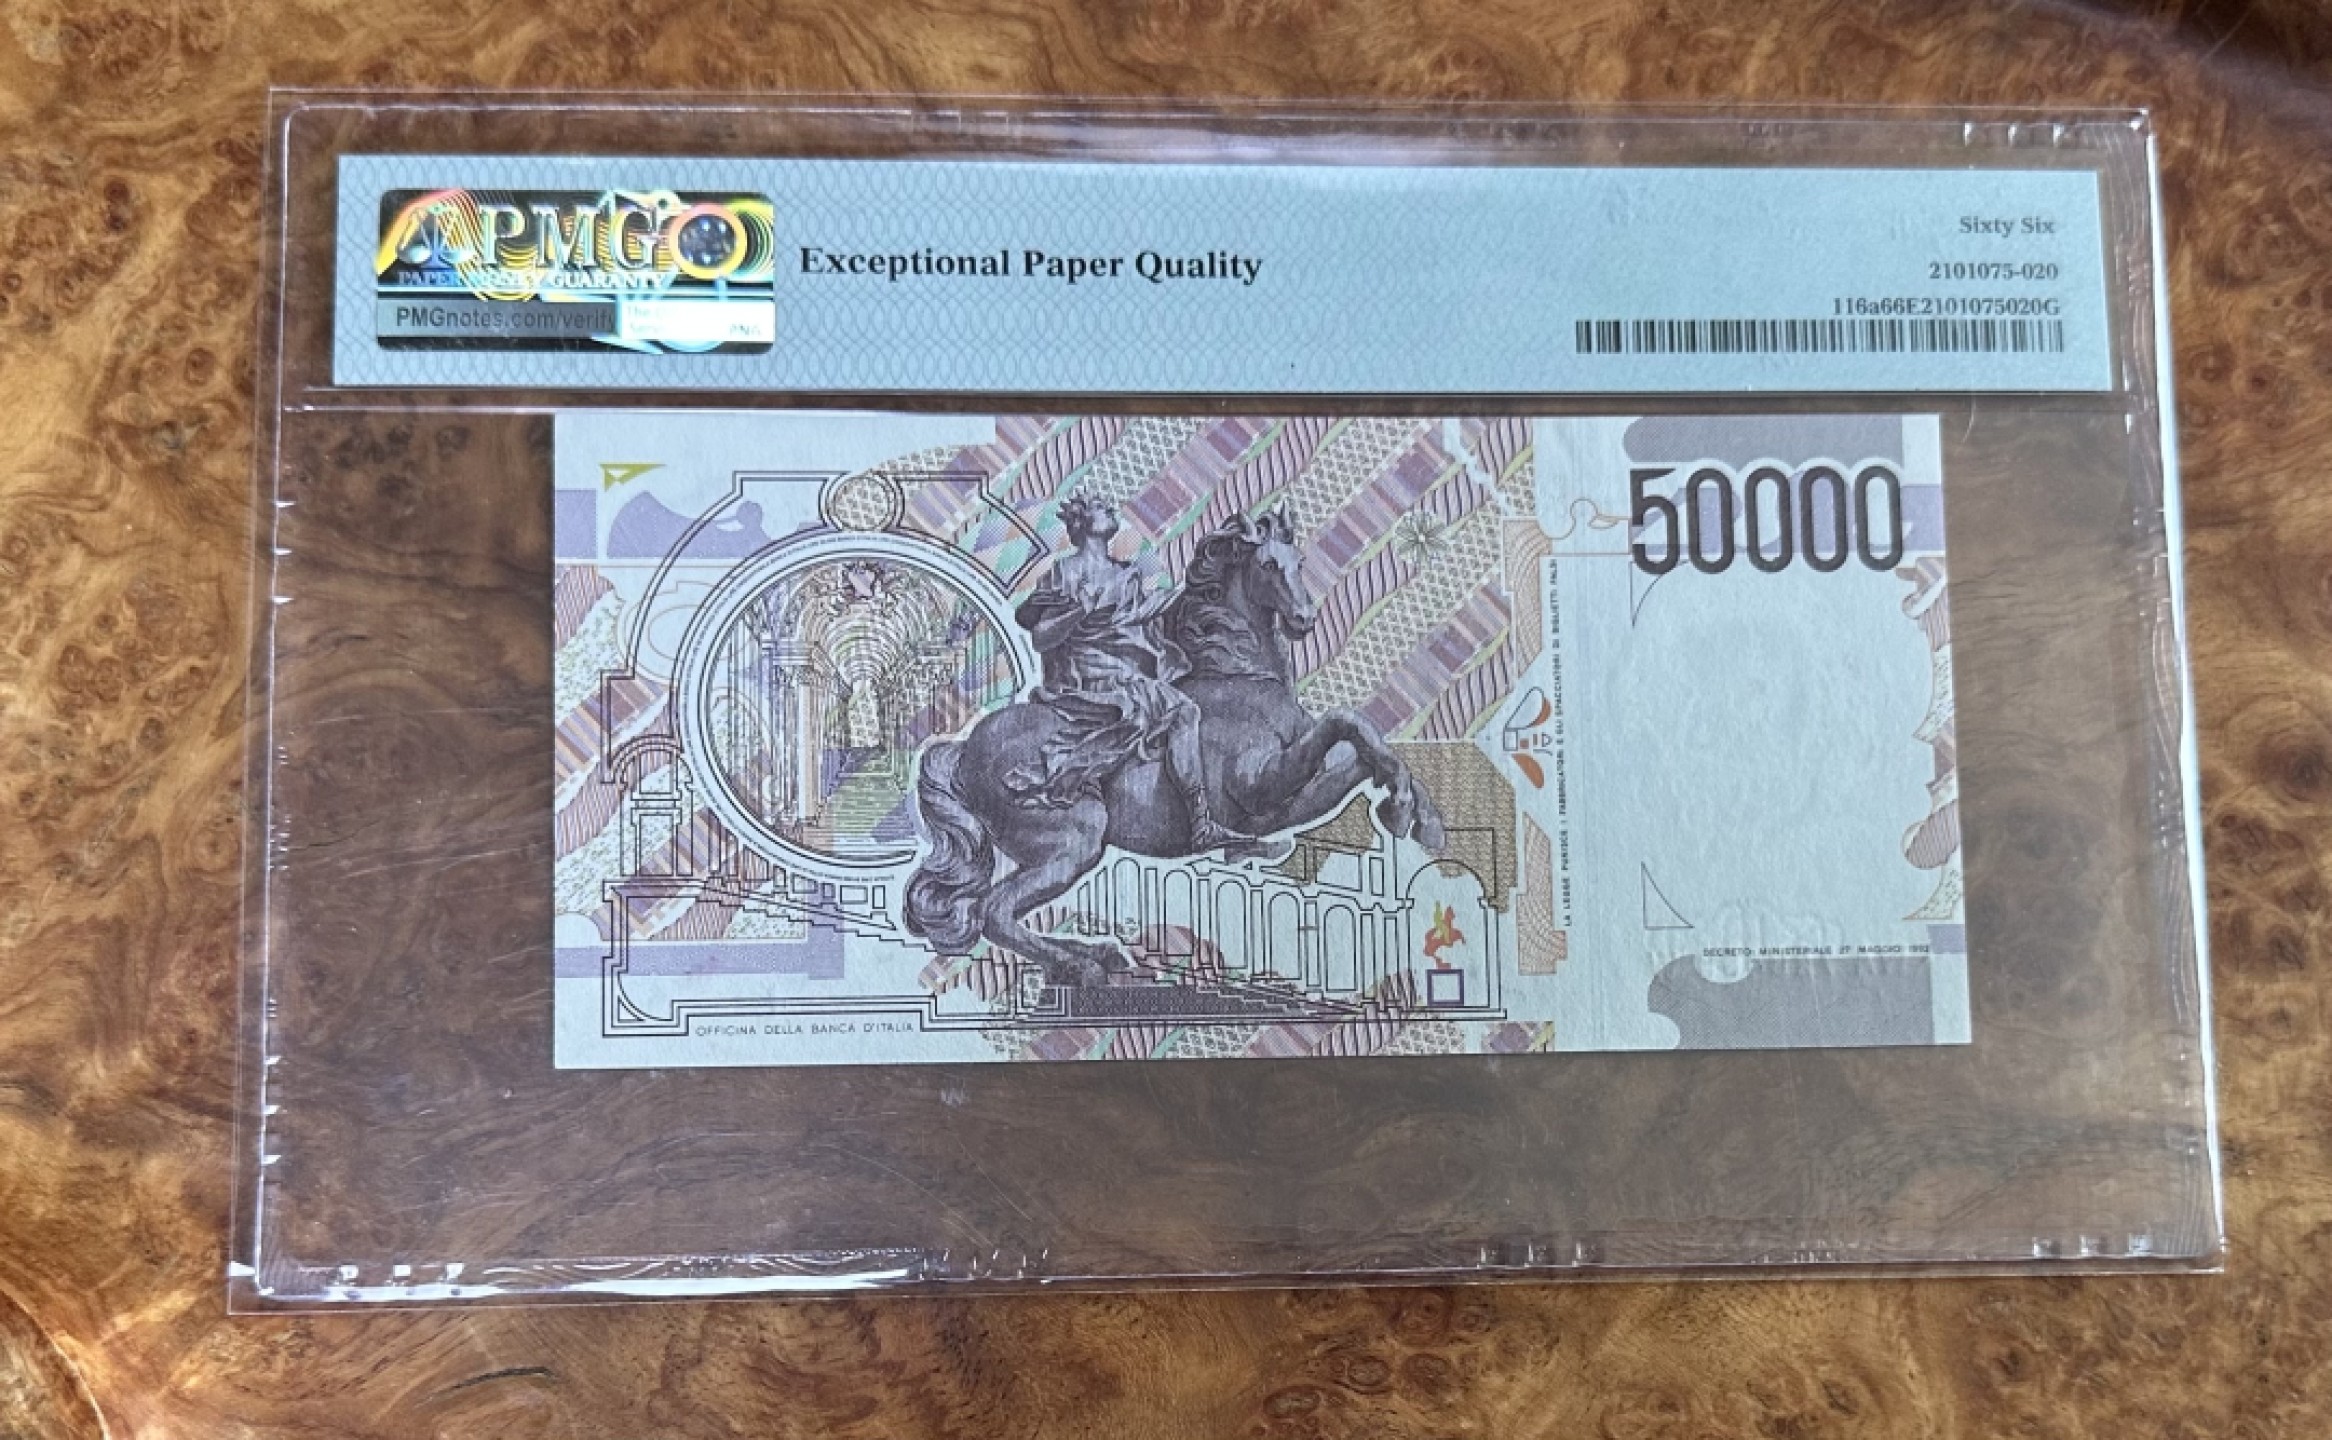 PMG
PAPER MONEY GUARANTY
PMGnotes.com/verify
PNG
Exceptional Paper Quality
Sixty Six
2101075-020
116a66E2101075020G
50000
LA LEGGE PUNISCE I FABBRICATORI E GLI SPACCIATORI DI BIGLIETTI FALSI
DECRETO MINISTERIALE 27 MAGGIO 1992
OFFICINA DELLA BANCA D'ITALIA